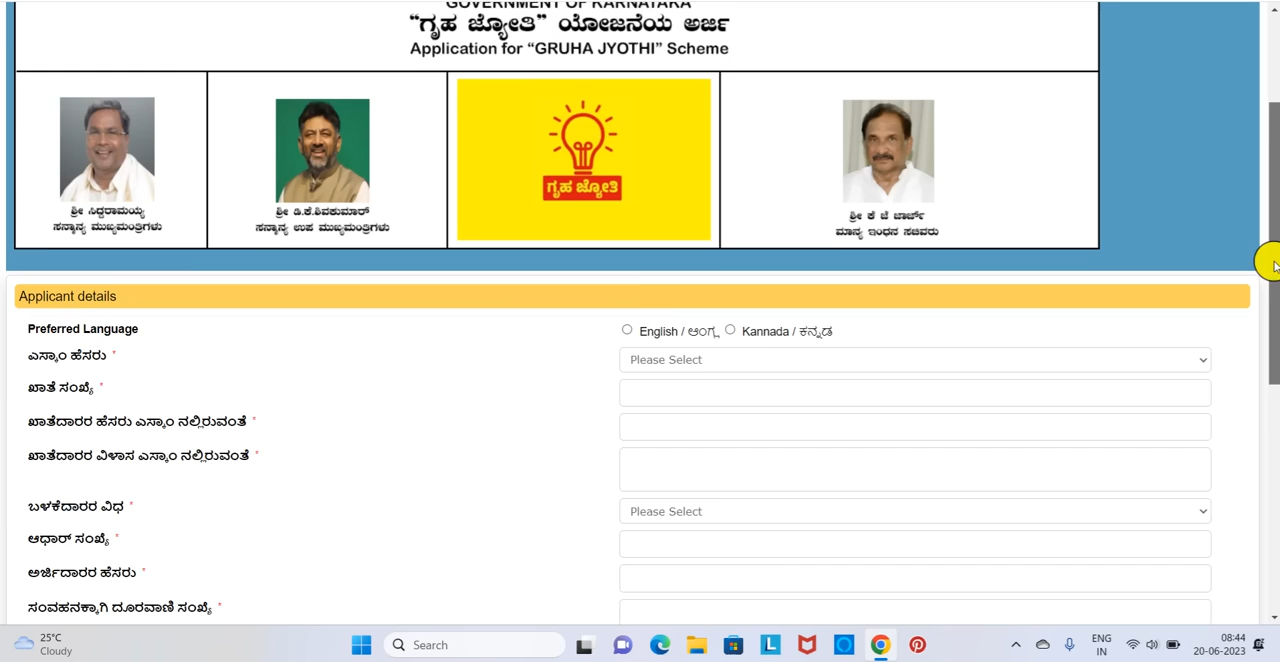 GOVERNMENT OF KARNATAKA
“ಗೃಹ ಜ್ಯೋತಿ” ಯೋಜನೆಯ ಅರ್ಜಿ
Application for “GRUHA JYOTHI” Scheme
ಗೃಹ ಜ್ಯೋತಿ
ಶ್ರೀ ಸಿದ್ದರಾಮಯ್ಯ
ಸನ್ಮಾನ್ಯ ಮುಖ್ಯಮಂತ್ರಿಗಳು
ಶ್ರೀ ಡಿ.ಕೆ.ಶಿವಕುಮಾರ್
ಸನ್ಮಾನ್ಯ ಉಪ ಮುಖ್ಯಮಂತ್ರಿಗಳು
ಶ್ರೀ ಕೆ ಜೆ ಜಾರ್ಜ್
ಮಾನ್ಯ ಇಂಧನ ಸಚಿವರು
Applicant details
Preferred Language
English / ಆಂಗ್ಲ Kannada / ಕನ್ನಡ
ಎಸ್ಕಾಂ ಹೆಸರು *
Please Select
ಖಾತೆ ಸಂಖ್ಯೆ *
ಖಾತೆದಾರರ ಹೆಸರು ಎಸ್ಕಾಂ ನಲ್ಲಿರುವಂತೆ *
ಖಾತೆದಾರರ ವಿಳಾಸ ಎಸ್ಕಾಂ ನಲ್ಲಿರುವಂತೆ *
ಬಳಕೆದಾರರ ವಿಧ *
Please Select
ಆಧಾರ್ ಸಂಖ್ಯೆ *
ಅರ್ಜಿದಾರರ ಹೆಸರು *
ಸಂವಹನಕ್ಕಾಗಿ ದೂರವಾಣಿ ಸಂಖ್ಯೆ *
25°C
Cloudy
Search
ENG
IN
08:44
20-06-2023